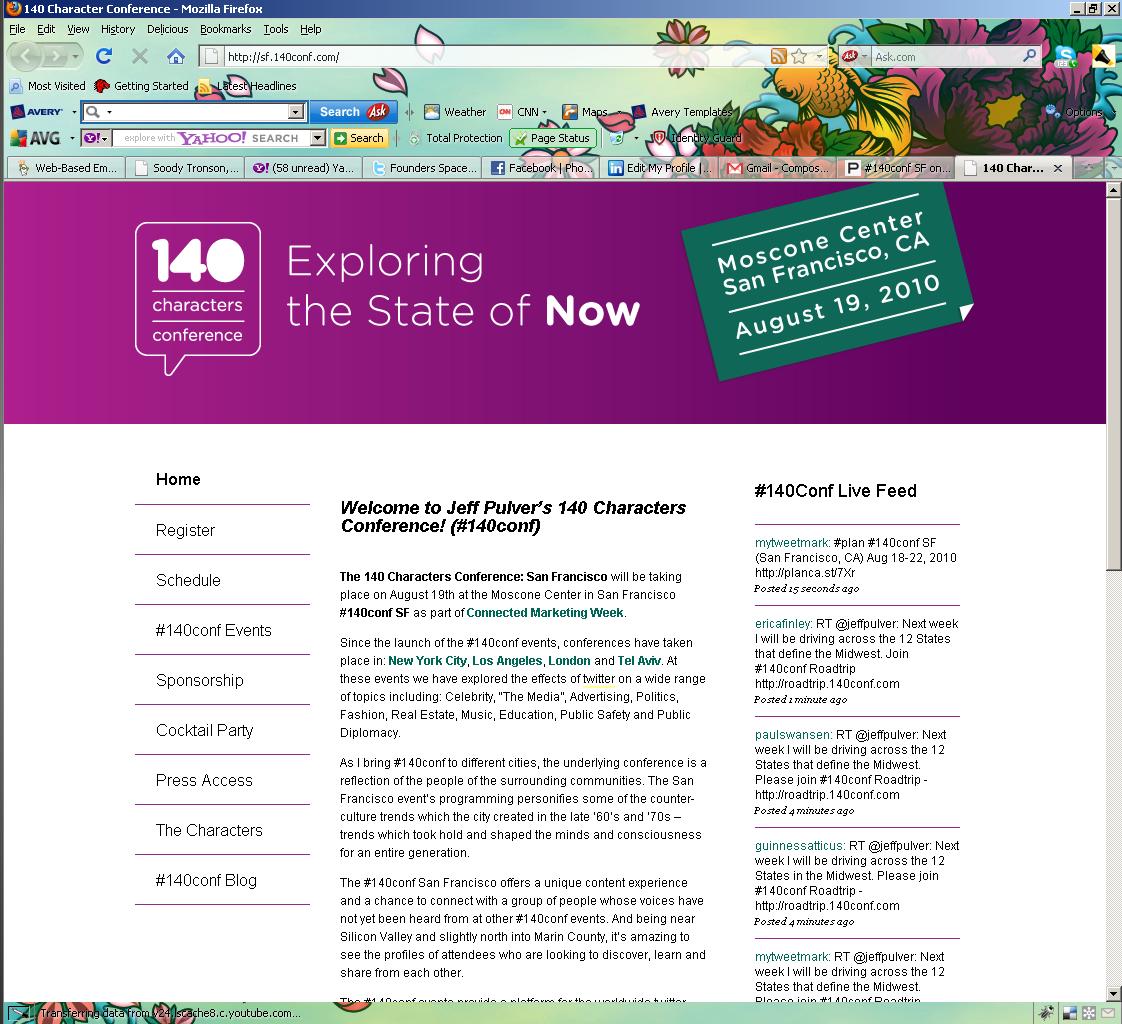 140 Character Conference - Mozilla Firefox
File Edit View History Delicious Bookmarks Tools Help
http://sf.140conf.com/
Ask
Ask.com
Most Visited Getting Started Latest Headlines
AVERY Search Ask Weather CNN Maps Avery Templates Options
AVG Y! explore with YAHOO! SEARCH Search Total Protection Page Status Identity Guard
Web-Based Em... Soody Tronson,... Y! (58 unread) Ya... Founders Space... Facebook | Pho... Edit My Profile |... Gmail - Compos... #140conf SF on... 140 Char...
140
characters
conference
Exploring
the State of Now
Moscone Center
San Francisco, CA
August 19, 2010
Home
Register
Schedule
#140conf Events
Sponsorship
Cocktail Party
Press Access
The Characters
#140conf Blog
Welcome to Jeff Pulver's 140 Characters
Conference! (#140conf)
The 140 Characters Conference: San Francisco will be taking
place on August 19th at the Moscone Center in San Francisco
#140conf SF as part of Connected Marketing Week.
Since the launch of the #140conf events, conferences have taken
place in: New York City, Los Angeles, London and Tel Aviv. At
these events we have explored the effects of twitter on a wide range
of topics including: Celebrity, "The Media", Advertising, Politics,
Fashion, Real Estate, Music, Education, Public Safety and Public
Diplomacy.
As I bring #140conf to different cities, the underlying conference is a
reflection of the people of the surrounding communities. The San
Francisco event's programming personifies some of the counter-
culture trends which the city created in the late '60's and '70s –
trends which took hold and shaped the minds and consciousness
for an entire generation.
The #140conf San Francisco offers a unique content experience
and a chance to connect with a group of people whose voices have
not yet been heard from at other #140conf events. And being near
Silicon Valley and slightly north into Marin County, it's amazing to
see the profiles of attendees who are looking to discover, learn and
share from each other.
The #140conf events provide a platform for the worldwide twitter
#140Conf Live Feed
mytweetmark: #plan #140conf SF
(San Francisco, CA) Aug 18-22, 2010
http://planca.st/7Xr
Posted 15 seconds ago
ericafinley: RT @jeffpulver: Next week
I will be driving across the 12 States
that define the Midwest. Join
#140conf Roadtrip
http://roadtrip.140conf.com
Posted 1 minute ago
paulswansen: RT @jeffpulver: Next
week I will be driving across the 12
States that define the Midwest.
Please join #140conf Roadtrip -
http://roadtrip.140conf.com
Posted 4 minutes ago
guinnessatticus: RT @jeffpulver: Next
week I will be driving across the 12
States in the Midwest. Please join
#140conf Roadtrip -
http://roadtrip.140conf.com
Posted 4 minutes ago
mytweetmark: RT @jeffpulver: Next
week I will be driving across the 12
States that define the Midwest.
Please join #140conf Roadtrip
Transferring data from v24.lscache8.c.youtube.com...